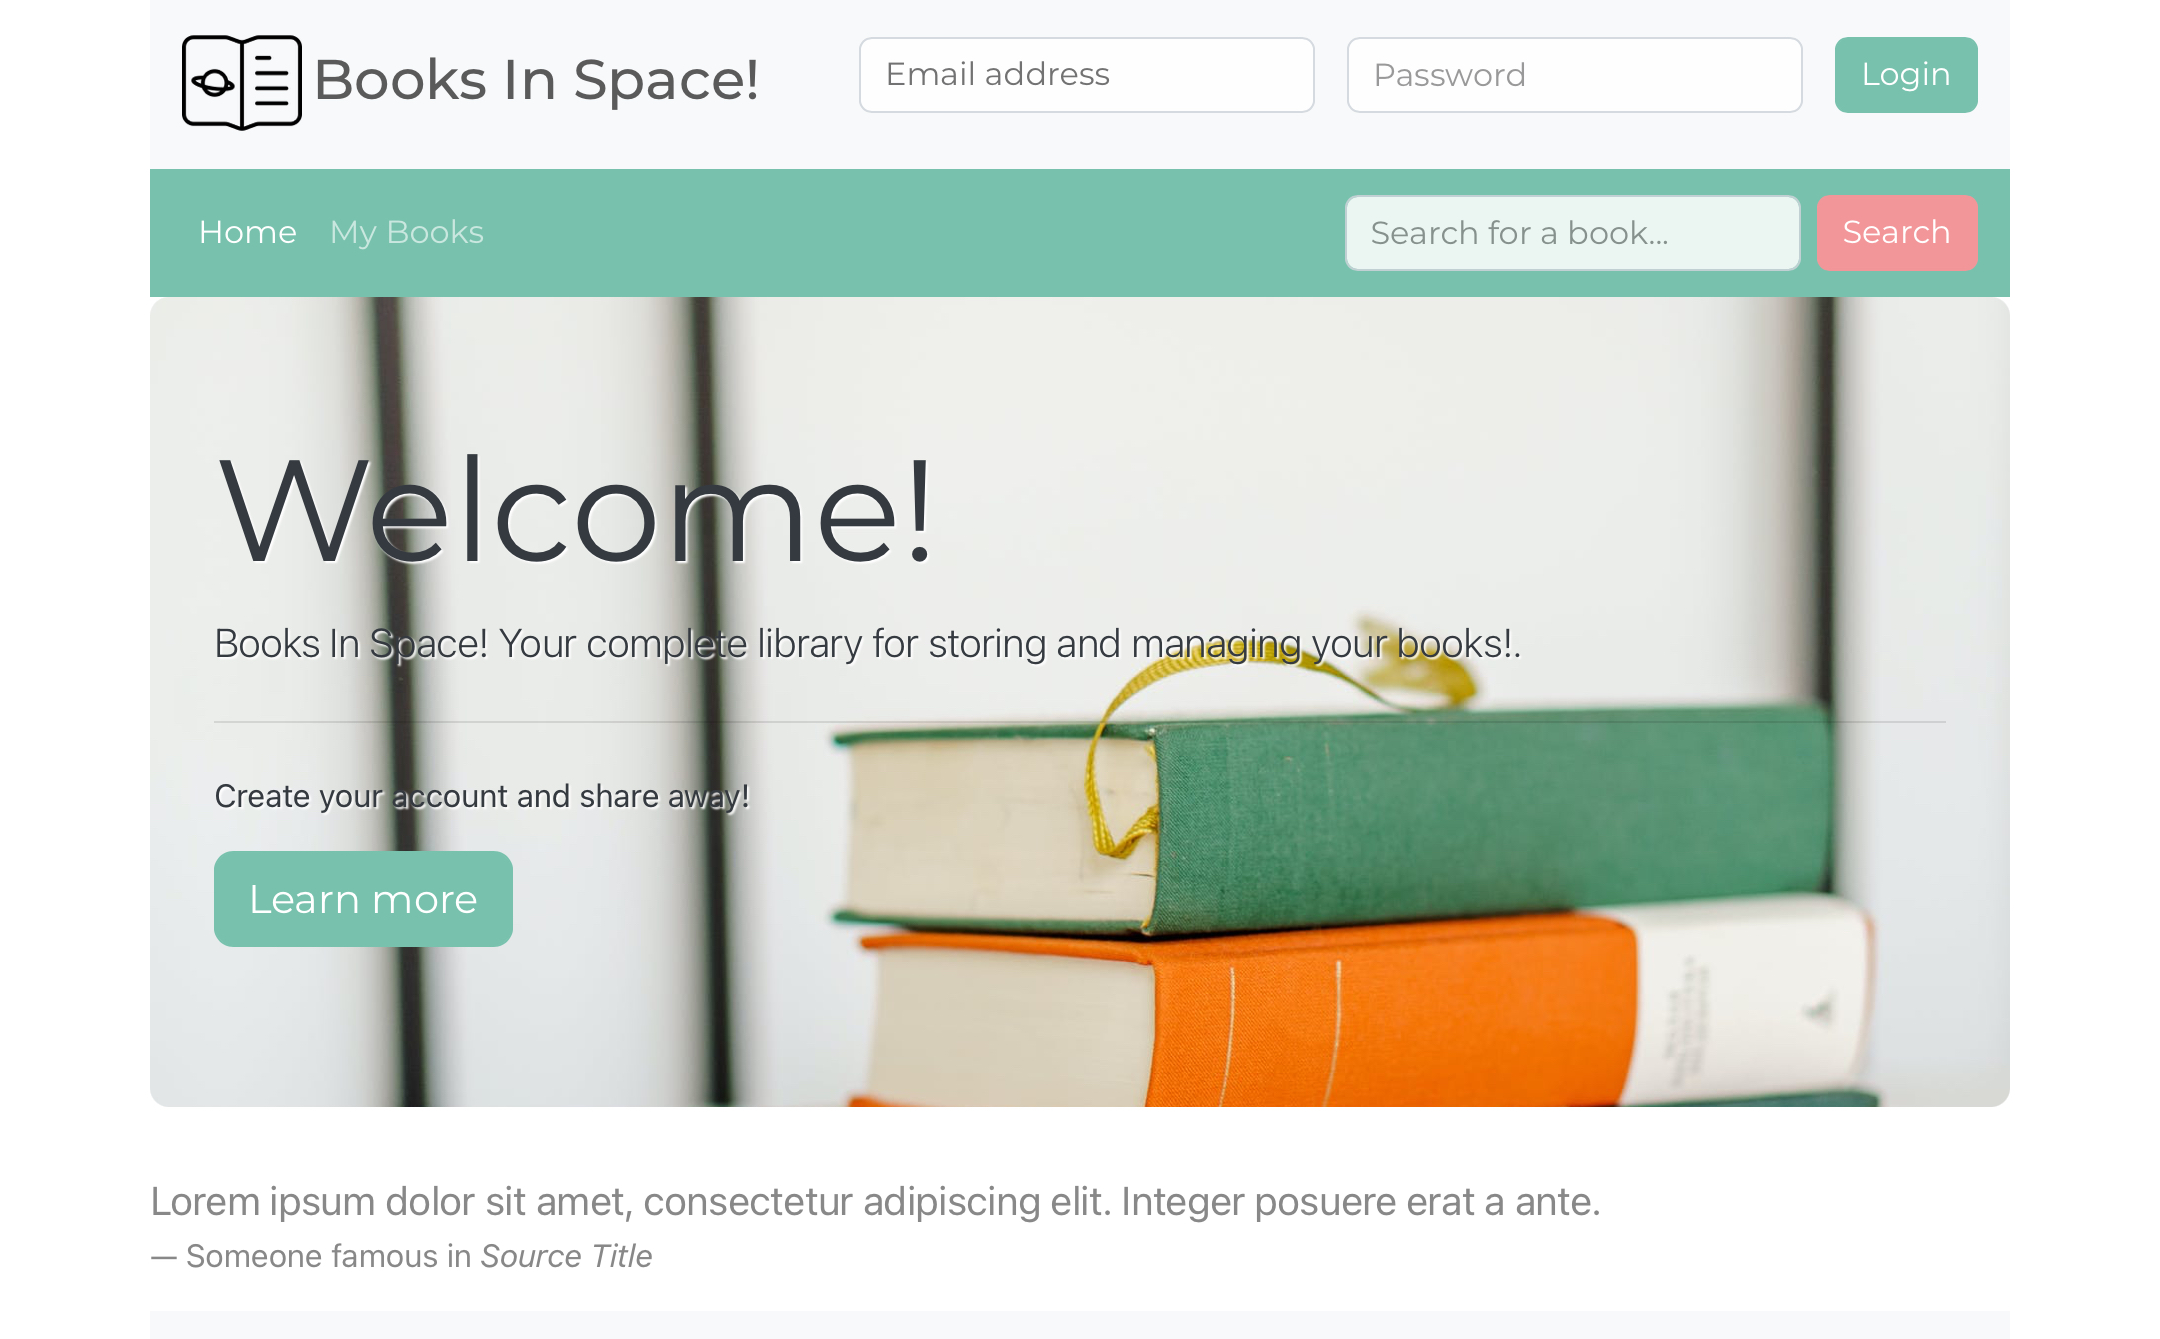 Books In Space!
Email address
Password
Login
Home
My Books
Search for a book...
Search
Welcome!
Books In Space! Your complete library for storing and managing your books!.
Create your account and share away!
Learn more
Lorem ipsum dolor sit amet, consectetur adipiscing elit. Integer posuere erat a ante.
— Someone famous in Source Title